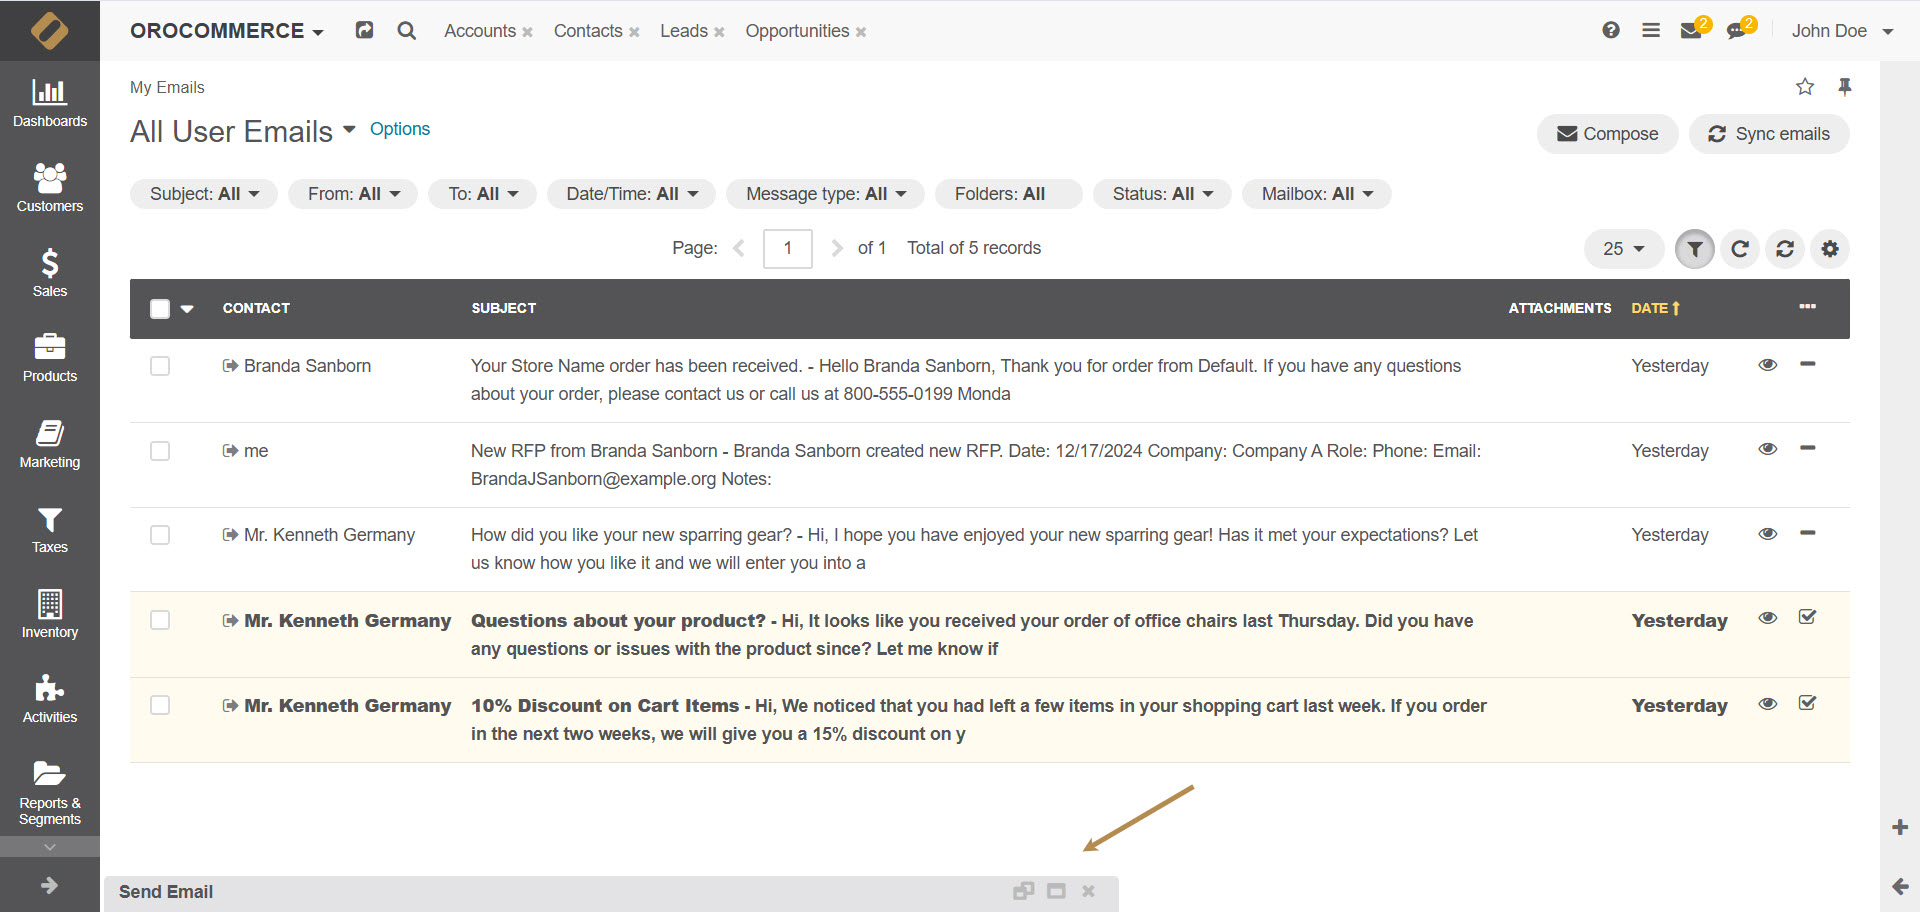 OROCOMMERCE
Accounts Contacts Leads Opportunities
2 2 John Doe
Dashboards
Customers
Sales
Products
Marketing
Taxes
Inventory
Activities
Reports &
Segments
My Emails
All User Emails Options
Compose Sync emails
Subject: All From: All To: All Date/Time: All Message type: All Folders: All Status: All Mailbox: All
Page: 1 of 1 Total of 5 records 25
CONTACT SUBJECT ATTACHMENTS DATE
Branda Sanborn Your Store Name order has been received. - Hello Branda Sanborn, Thank you for order from Default. If you have any questions Yesterday
about your order, please contact us or call us at 800-555-0199 Monda
me New RFP from Branda Sanborn - Branda Sanborn created new RFP. Date: 12/17/2024 Company: Company A Role: Phone: Email: Yesterday
BrandaJSanborn@example.org Notes:
Mr. Kenneth Germany How did you like your new sparring gear? - Hi, I hope you have enjoyed your new sparring gear! Has it met your expectations? Let Yesterday
us know how you like it and we will enter you into a
Mr. Kenneth Germany Questions about your product? - Hi, It looks like you received your order of office chairs last Thursday. Did you have Yesterday
any questions or issues with the product since? Let me know if
Mr. Kenneth Germany 10% Discount on Cart Items - Hi, We noticed that you had left a few items in your shopping cart last week. If you order Yesterday
in the next two weeks, we will give you a 15% discount on y
Send Email